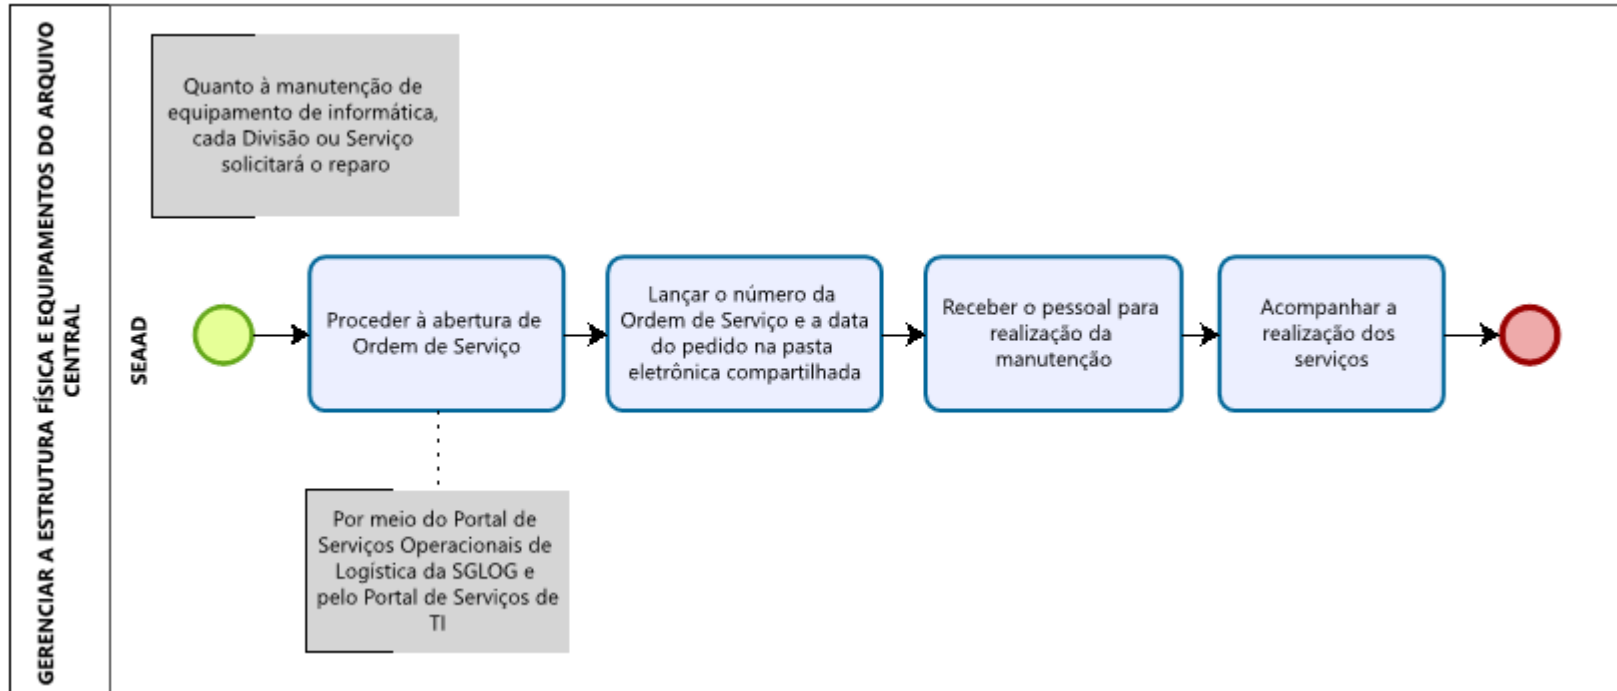 GERENCIAR A ESTRUTURA FÍSICA E EQUIPAMENTOS DO ARQUIVO
CENTRAL
SEAAD
Quanto à manutenção de
equipamento de informática,
cada Divisão ou Serviço
solicitará o reparo
Proceder à abertura de
Ordem de Serviço
Lançar o número da
Ordem de Serviço e a data
do pedido na pasta
eletrônica compartilhada
Receber o pessoal para
realização da
manutenção
Acompanhar a
realização dos
serviços
Por meio do Portal de
Serviços Operacionais de
Logística da SGLOG e
pelo Portal de Serviços de
TI